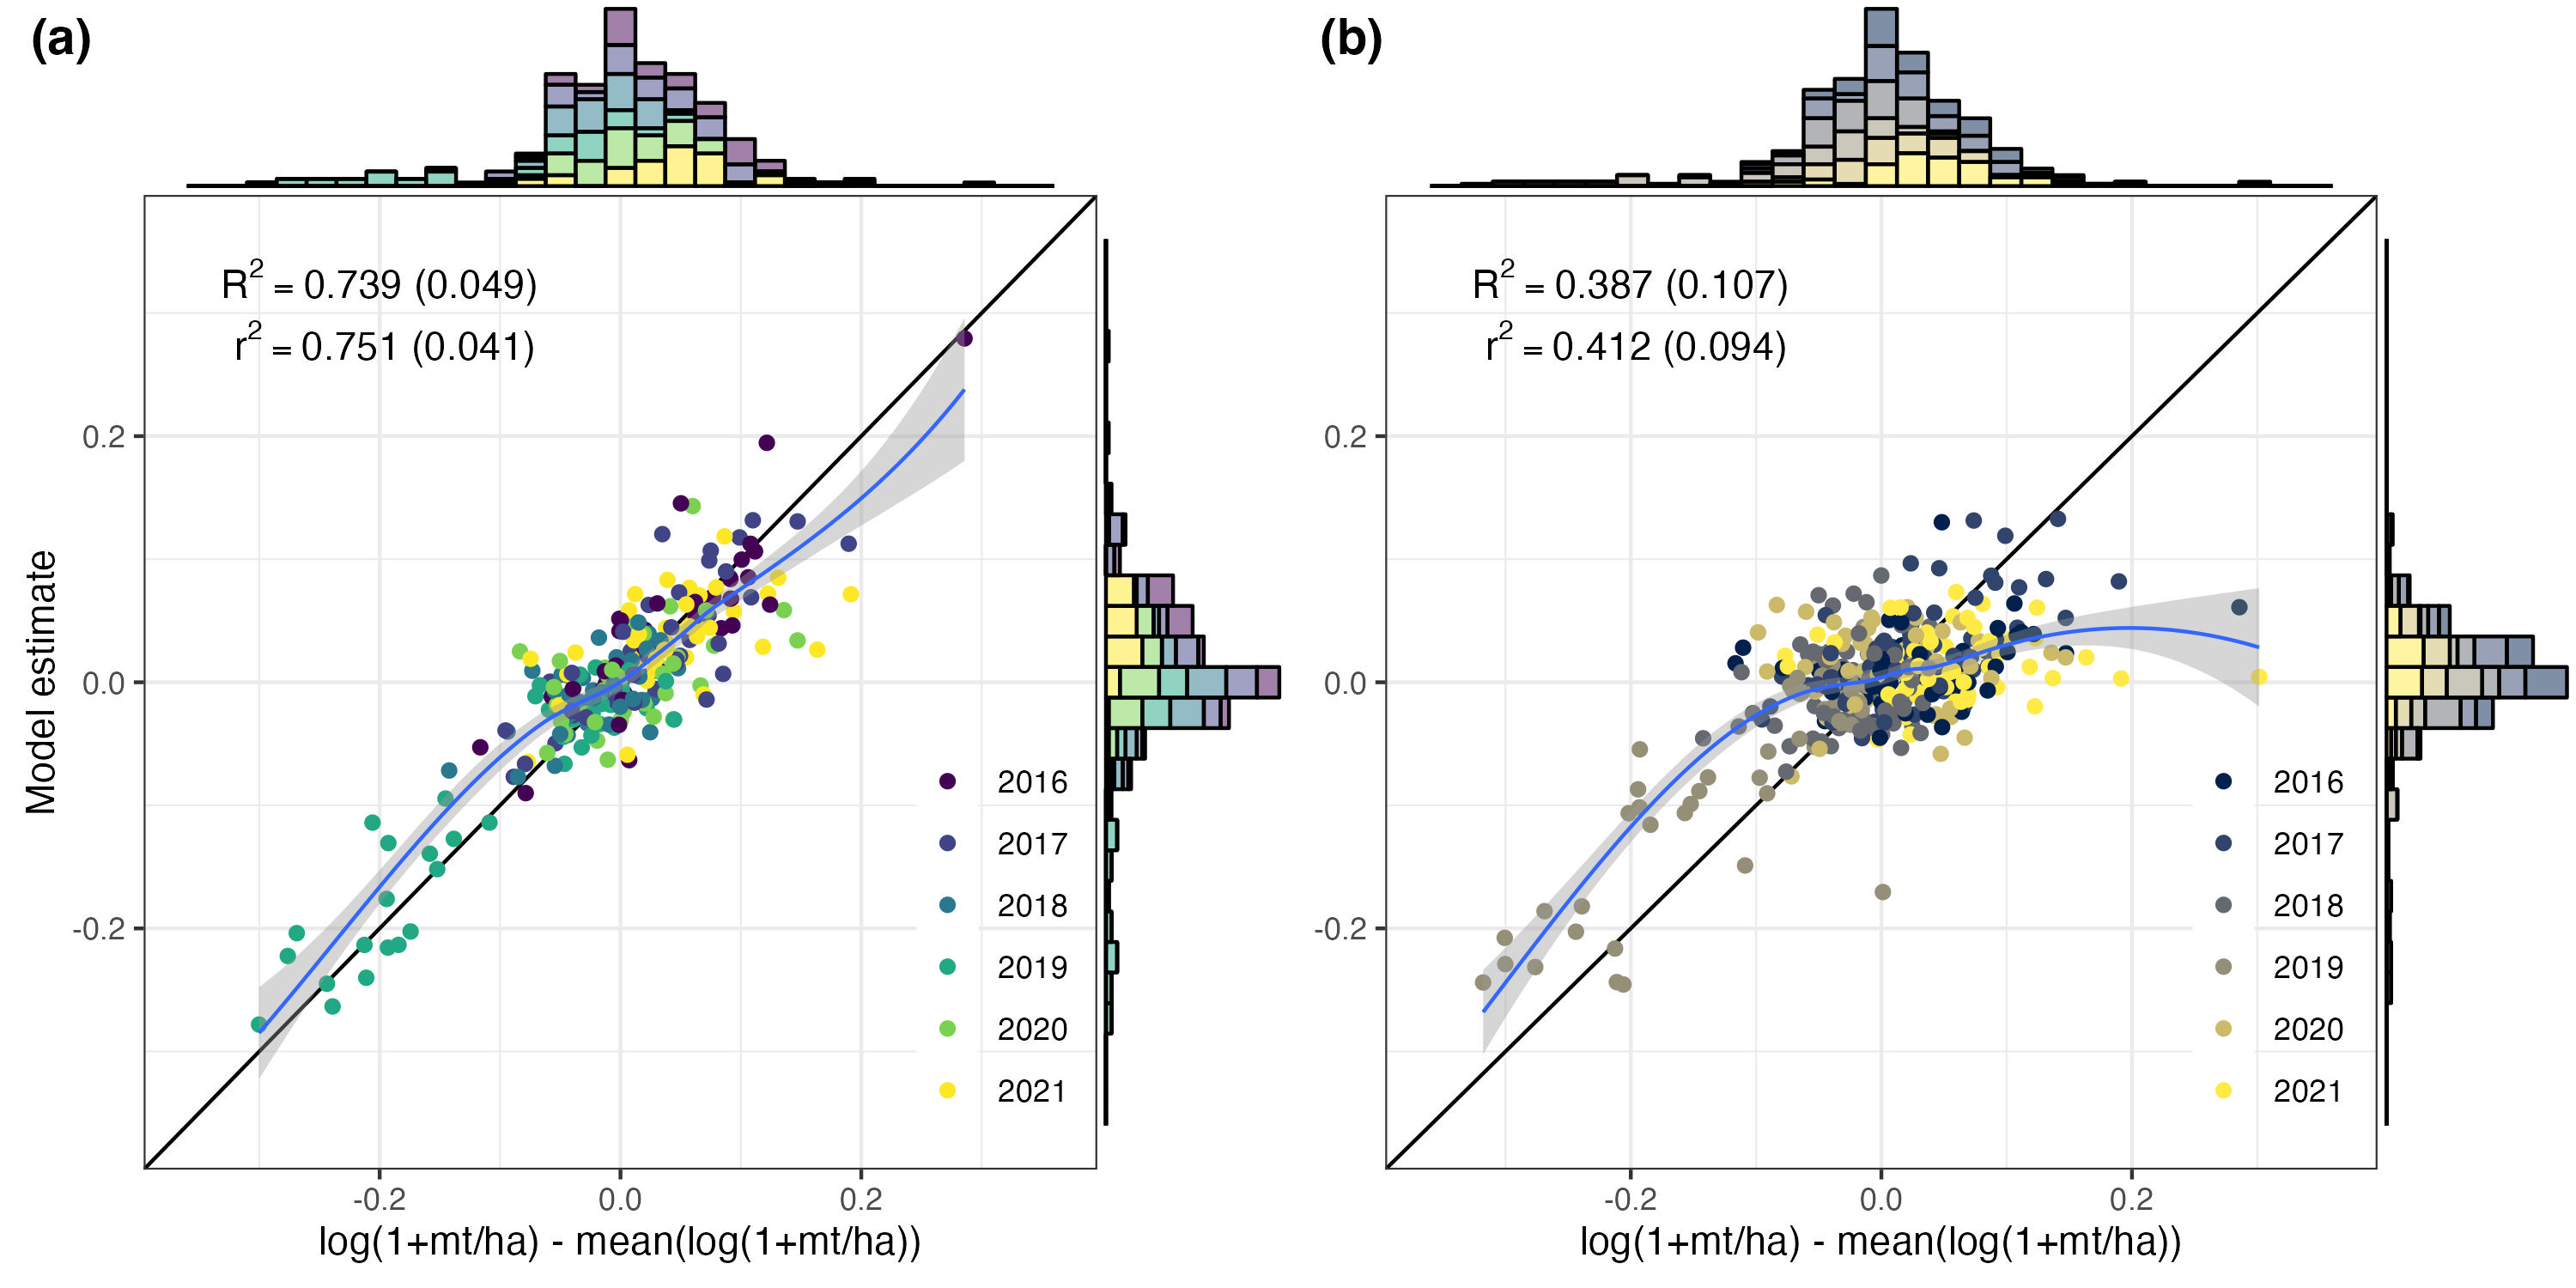 (a)
R² = 0.739 (0.049)
r² = 0.751 (0.041)
Model estimate
0.2
0.0
-0.2
2016
2017
2018
2019
2020
2021
-0.2 0.0 0.2
log(1+mt/ha) - mean(log(1+mt/ha))
(b)
R² = 0.387 (0.107)
r² = 0.412 (0.094)
0.2
0.0
-0.2
2016
2017
2018
2019
2020
2021
-0.2 0.0 0.2
log(1+mt/ha) - mean(log(1+mt/ha))